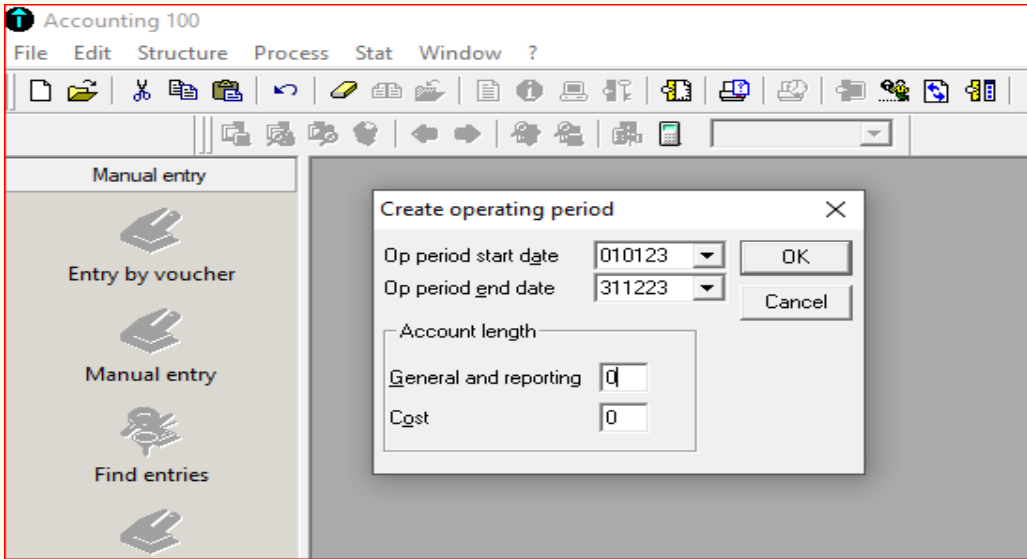 Accounting 100
File Edit Structure Process Stat Window ?
Manual entry
Entry by voucher
Manual entry
Find entries
Create operating period
Op period start date 010123 OK
Op period end date 311223 Cancel
Account length
General and reporting 0
Cost 0